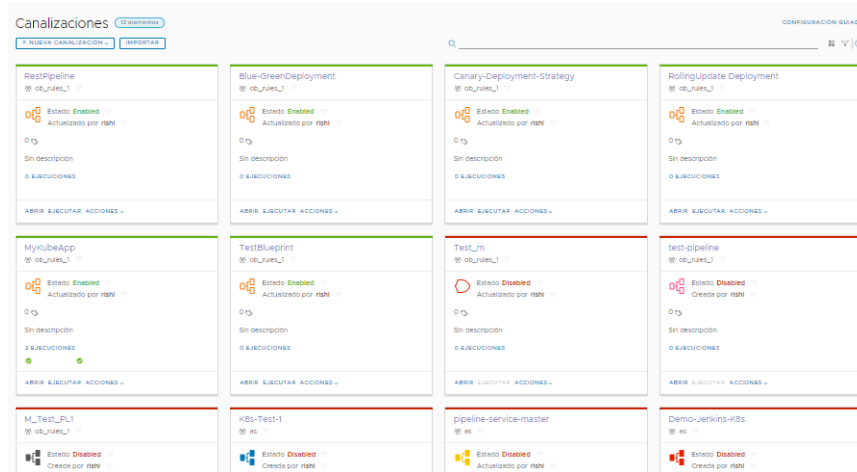 Canalizaciones 12 elementos
CONFIGURACIÓN GUIAD
+ NUEVA CANALIZACIÓN IMPORTAR
RestPipeline
ob_rules_1
Estado Enabled
Actualizado por rishi
0
Sin descripción
0 EJECUCIONES
ABRIR EJECUTAR ACCIONES
Blue-GreenDeployment
ob_rules_1
Estado Enabled
Actualizado por rishi
0
Sin descripción
0 EJECUCIONES
ABRIR EJECUTAR ACCIONES
Canary-Deployment-Strategy
ob_rules_1
Estado Enabled
Actualizado por rishi
0
Sin descripción
0 EJECUCIONES
ABRIR EJECUTAR ACCIONES
RollingUpdate Deployment
ob_rules_1
Estado Enabled
Actualizado por rishi
0
Sin descripción
0 EJECUCIONES
ABRIR EJECUTAR ACCIONES
MyKubeApp
ob_rules_1
Estado Enabled
Actualizado por rishi
0
Sin descripción
2 EJECUCIONES
ABRIR EJECUTAR ACCIONES
TestBlueprint
ob_rules_1
Estado Enabled
Actualizado por rishi
0
Sin descripción
0 EJECUCIONES
ABRIR EJECUTAR ACCIONES
Test_m
ob_rules_1
Estado Disabled
Actualizado por rishi
0
Sin descripción
0 EJECUCIONES
ABRIR EJECUTAR ACCIONES
test-pipeline
ob_rules_1
Estado Disabled
Creada por rishi
0
Sin descripción
0 EJECUCIONES
ABRIR EJECUTAR ACCIONES
M_Test_PL1
ob_rules_1
Estado Disabled
Creada por rishi
K8s-Test-1
as
Estado Disabled
Creada por rishi
pipeline-service-master
as
Estado Disabled
Actualizado por rishi
Demo-Jenkins-K8s
as
Estado Disabled
Creada por rishi